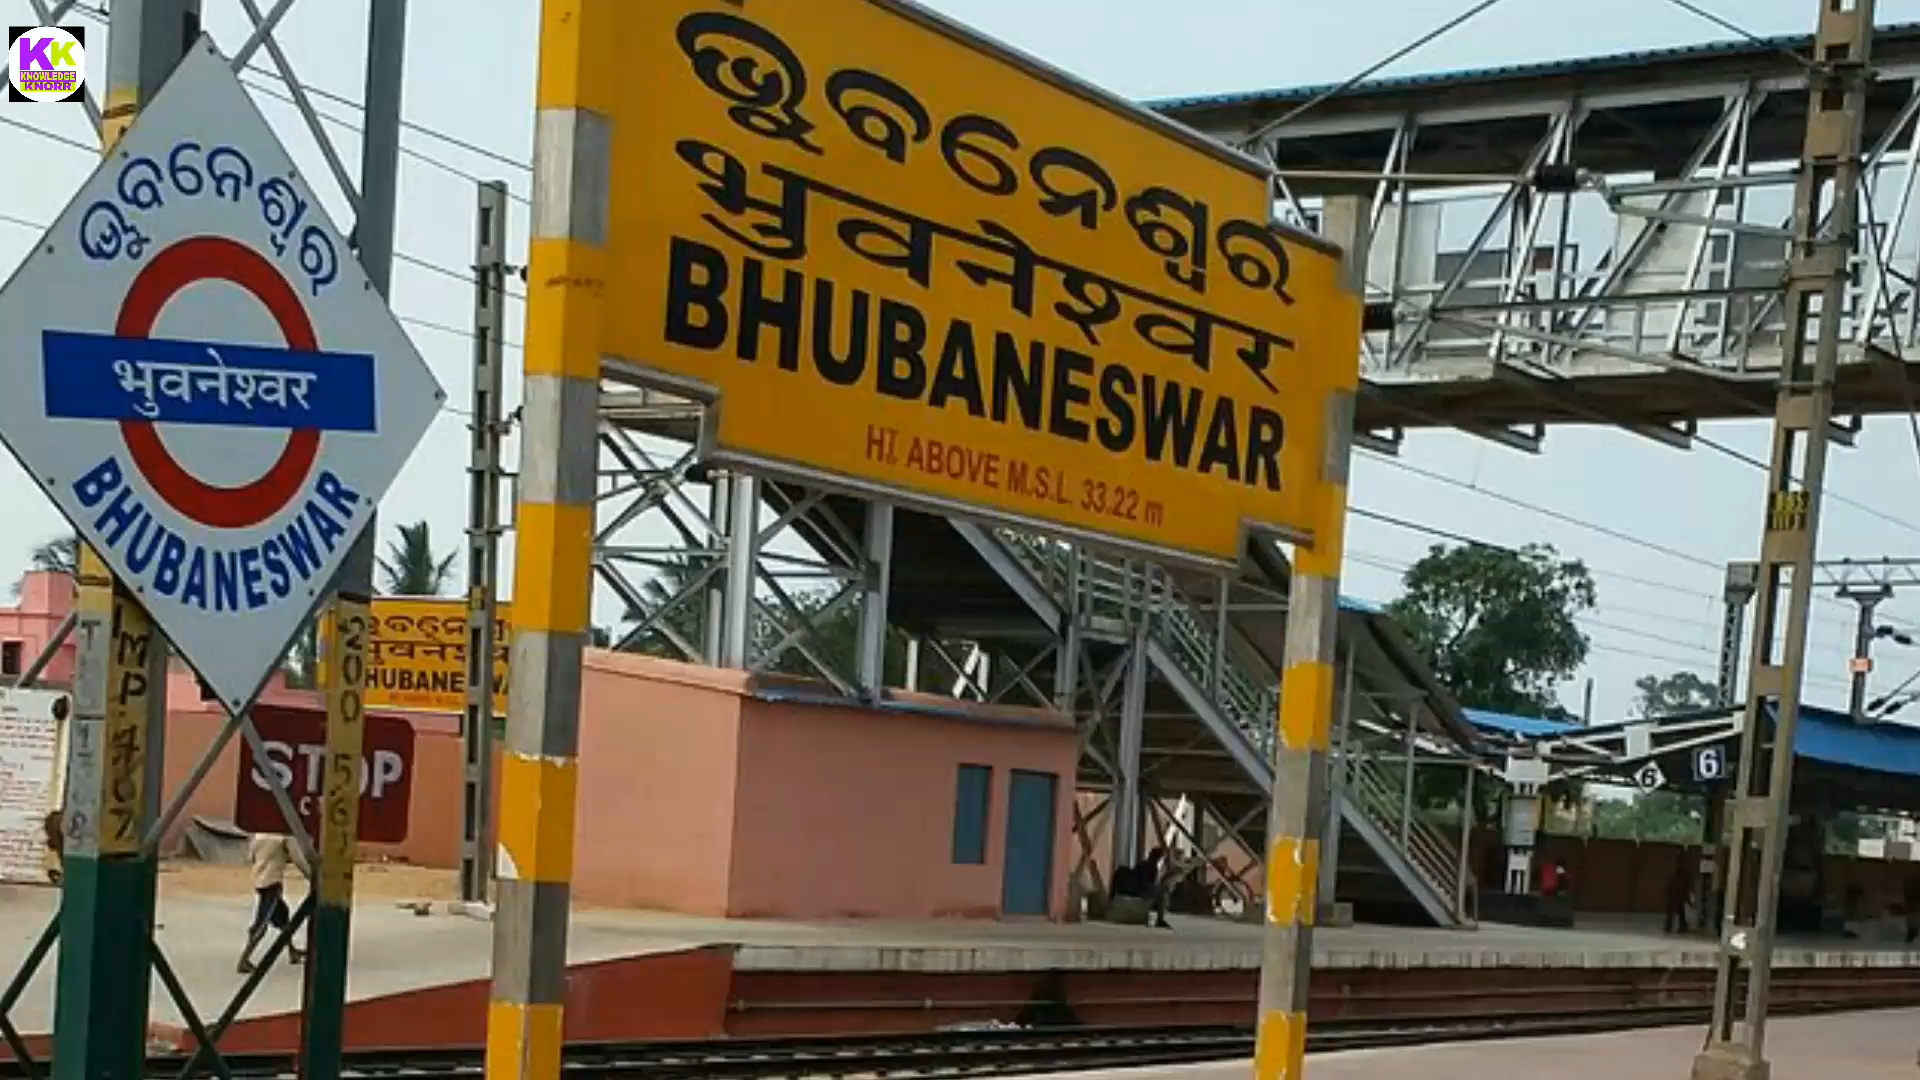 KK
KNOWLEDGE
KNORR
ଭୁବନେଶ୍ୱର
भुवनेश्वर
BHUBANESWAR
ଭୁବନେଶ୍ୱର
भुवनेश्वर
BHUBANESWAR
HT. ABOVE M.S.L. 33.22 m
STOP
6
6